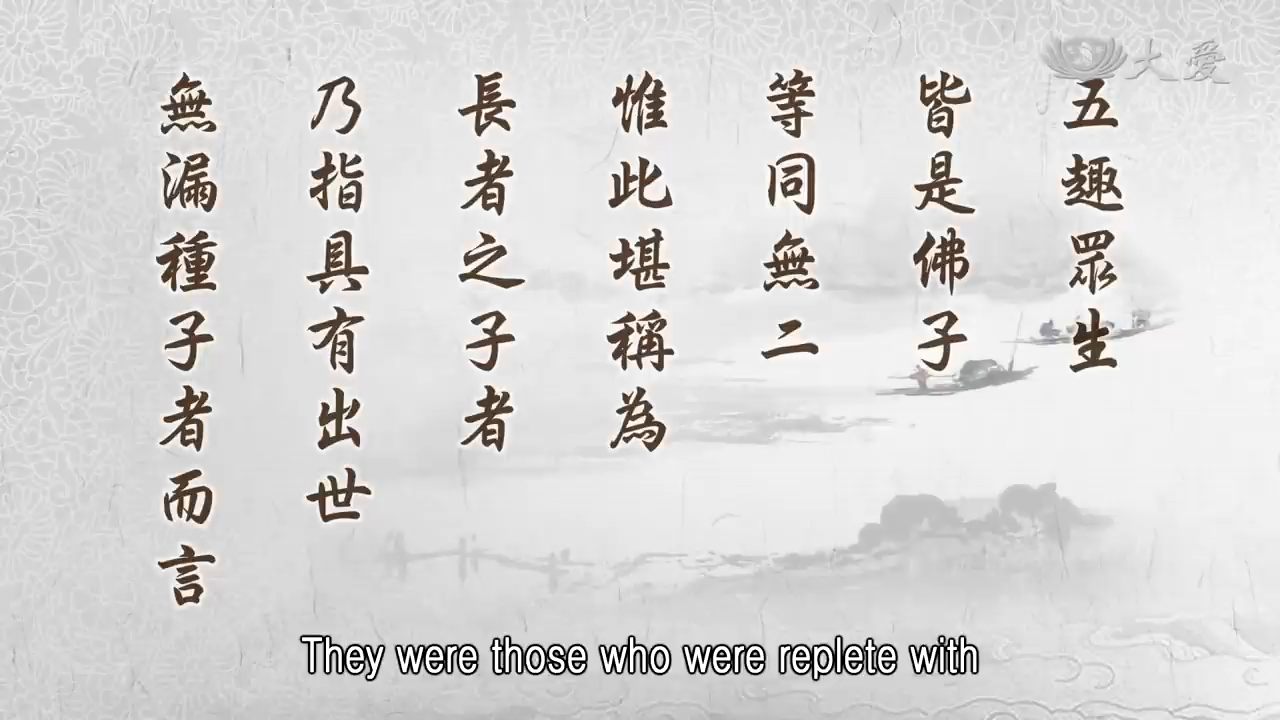 大愛
五趣眾生
皆是佛子
等同無二
惟此堪稱為
長者之子者
乃指具有出世
無漏種子者而言
They were those who were replete with